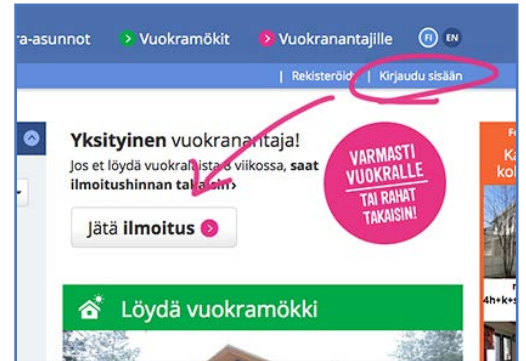 ra-asunnot
Vuokramökit
Vuokranantajille
FI EN
| Rekisteröidy | Kirjaudu sisään
Yksityinen vuokranantaja!
Jos et löydä vuokralaista 8 viikossa, saat
ilmoitushinnan takaisin›
Jätä ilmoitus
VARMASTI
VUOKRALLE
TAI RAHAT
TAKAISIN!
Löydä vuokramökki
4h+k+s